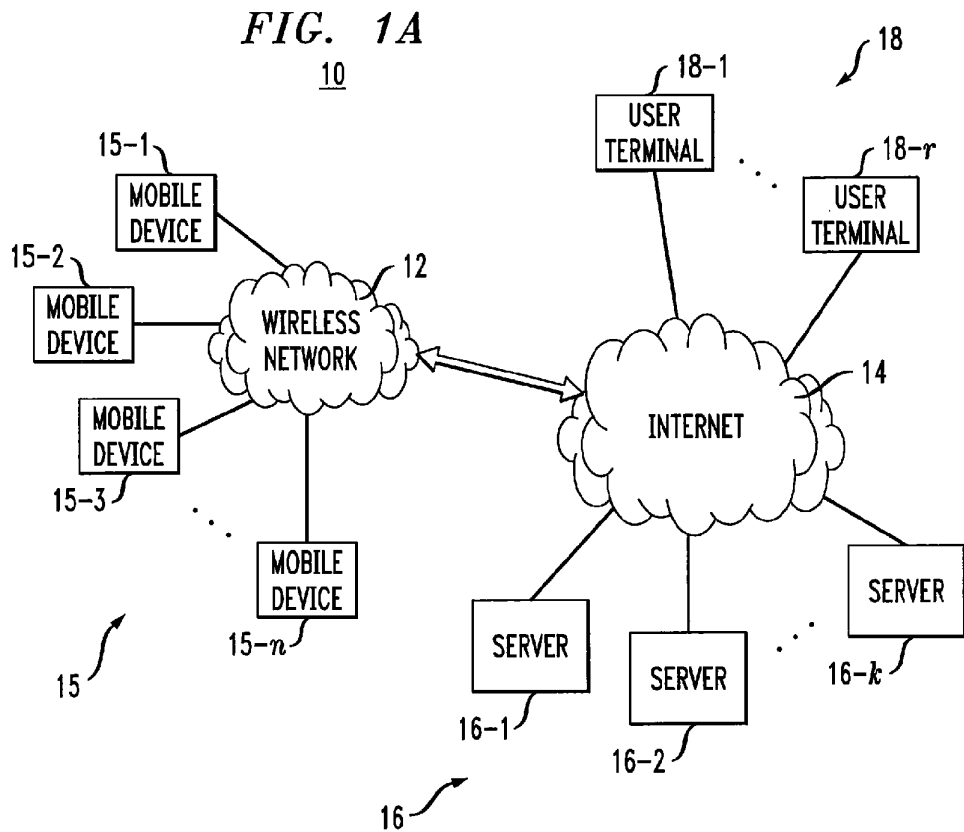 FIG. 1A
10
18
18-1
USER
TERMINAL
18-r
USER
TERMINAL
15-1
MOBILE
DEVICE
15-2
MOBILE
DEVICE
12
WIRELESS
NETWORK
14
INTERNET
MOBILE
DEVICE
15-3
MOBILE
DEVICE
15-n
15
SERVER
16-1
SERVER
16-2
SERVER
16-k
16